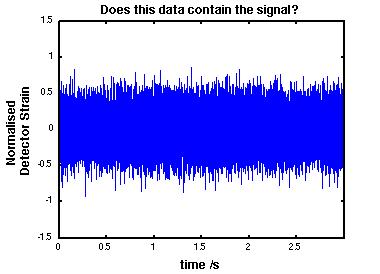 Does this data contain the signal?
1.5
1
0.5
0
-0.5
-1
-1.5
Normalised
Detector Strain
0 0.5 1 1.5 2 2.5
time /s